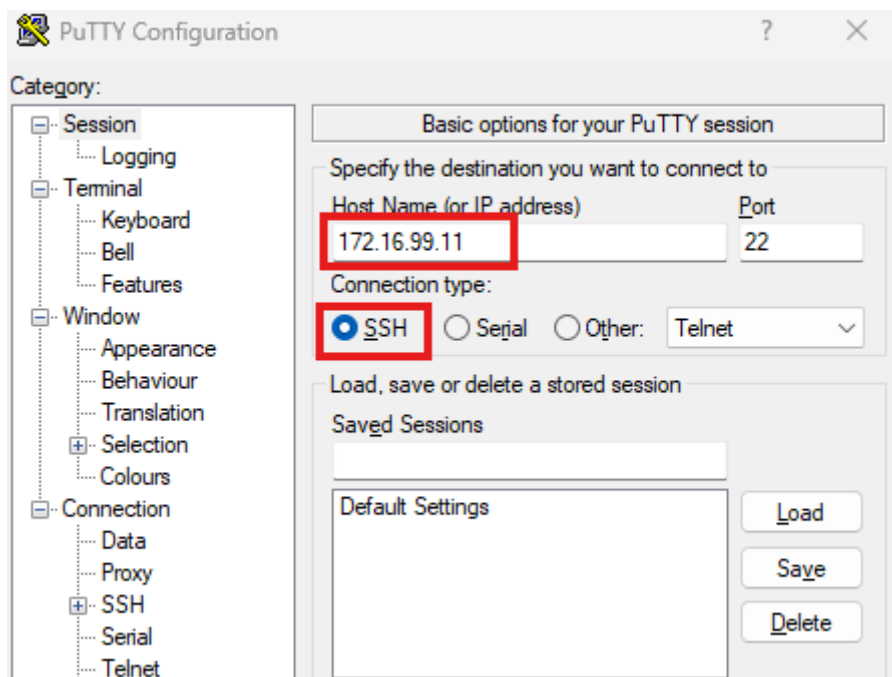 PuTTY Configuration
?
Category:
Session
Logging
Terminal
Keyboard
Bell
Features
Window
Appearance
Behaviour
Translation
Selection
Colours
Connection
Data
Proxy
SSH
Serial
Telnet
Basic options for your PuTTY session
Specify the destination you want to connect to
Host Name (or IP address) Port
172.16.99.11 22
Connection type:
SSH Serial Other: Telnet
Load, save or delete a stored session
Saved Sessions
Default Settings
Load
Save
Delete